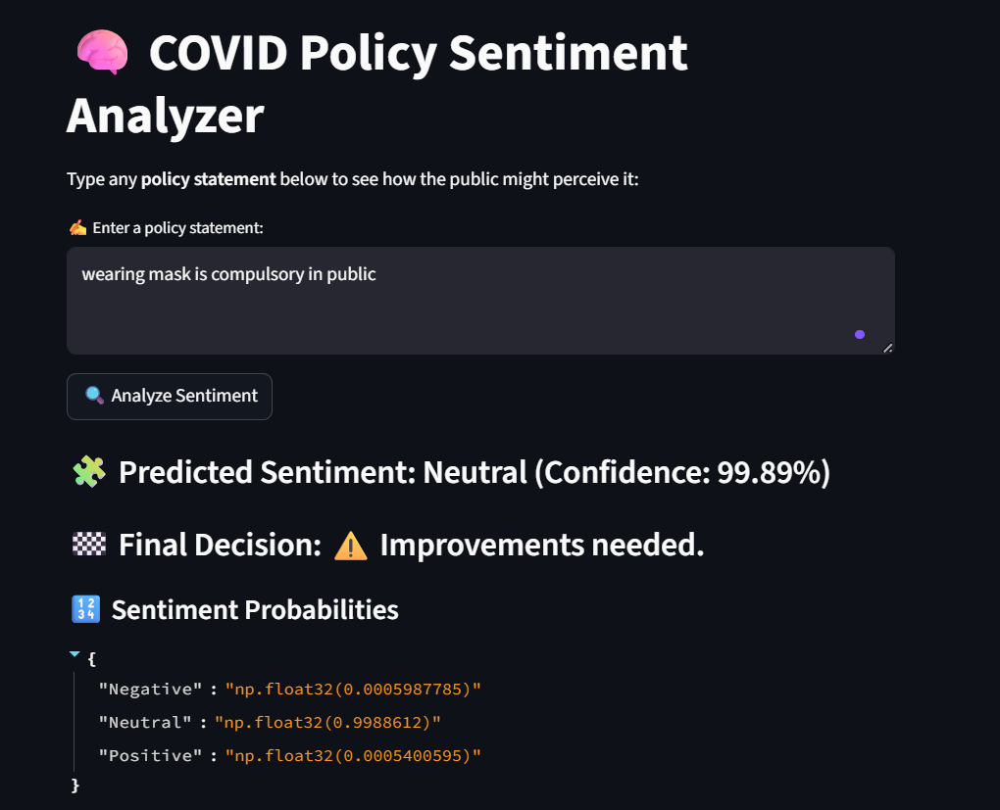 🧠 COVID Policy Sentiment
Analyzer
Type any policy statement below to see how the public might perceive it:
✍️ Enter a policy statement:
wearing mask is compulsory in public
🔍 Analyze Sentiment
🧩 Predicted Sentiment: Neutral (Confidence: 99.89%)
🏁 Final Decision: ⚠️ Improvements needed.
🔢 Sentiment Probabilities
{
"Negative" : "np.float32(0.0005987785)"
"Neutral" : "np.float32(0.9988612)"
"Positive" : "np.float32(0.0005400595)"
}